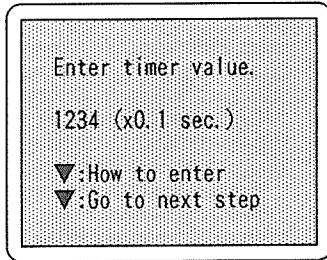 Enter timer value.
1234 (x0.1 sec.)
▼:How to enter
▼:Go to next step